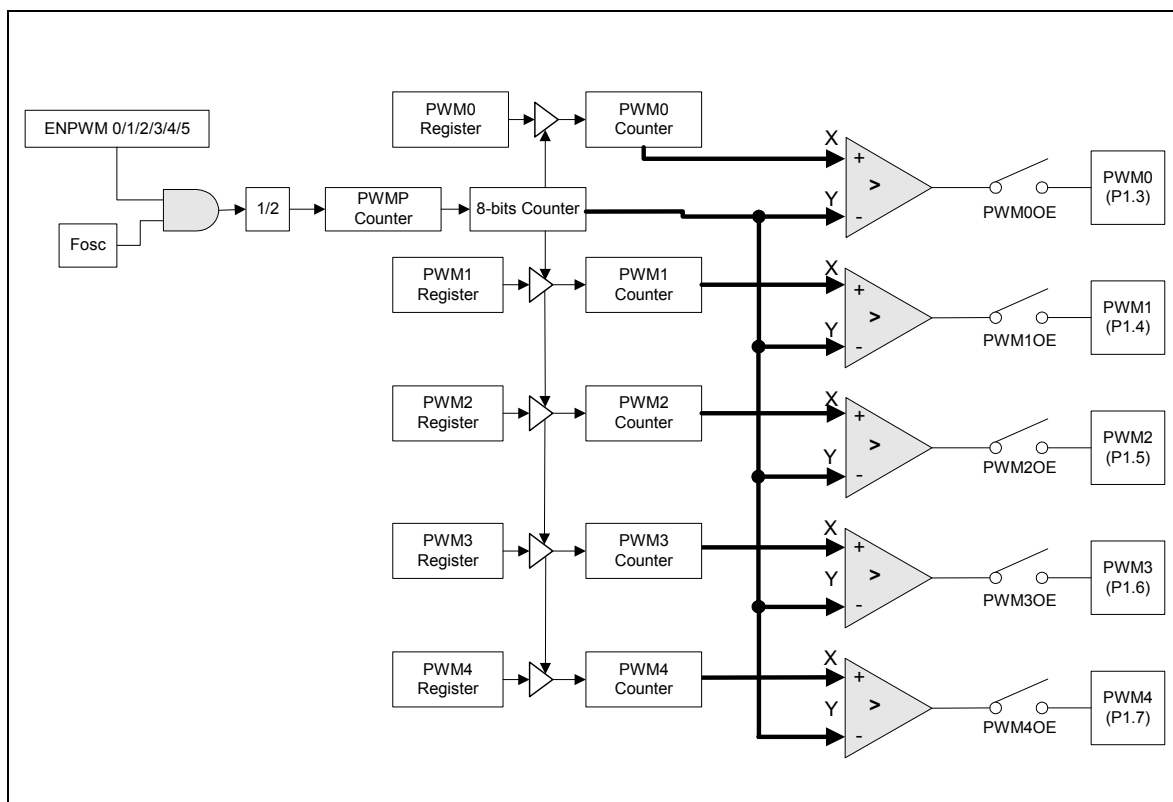 ENPWM 0/1/2/3/4/5
Fosc
1/2
PWMP
Counter
8-bits Counter
PWM0
Register
PWM0
Counter
X
+
>
Y
-
PWM0OE
PWM0
(P1.3)
PWM1
Register
PWM1
Counter
X
+
>
Y
-
PWM1OE
PWM1
(P1.4)
PWM2
Register
PWM2
Counter
X
+
>
Y
-
PWM2OE
PWM2
(P1.5)
PWM3
Register
PWM3
Counter
X
+
>
Y
-
PWM3OE
PWM3
(P1.6)
PWM4
Register
PWM4
Counter
X
+
>
Y
-
PWM4OE
PWM4
(P1.7)